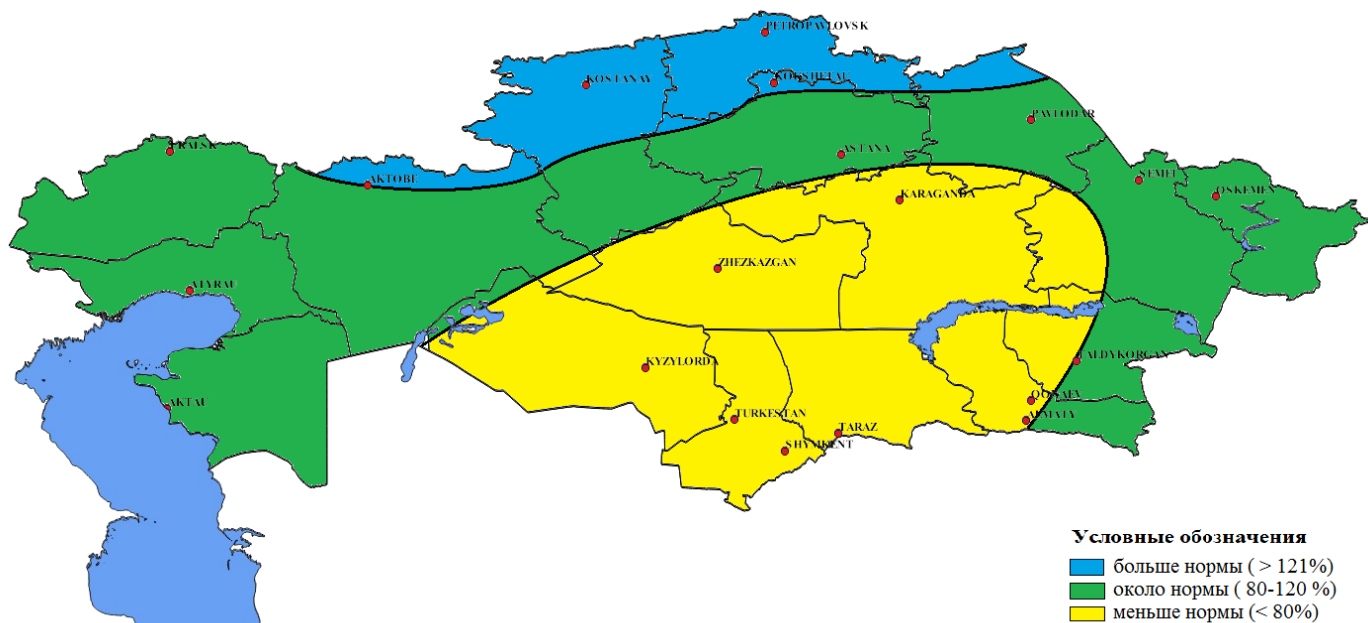 PETROPAVLOVSK
KOSTANAY
KOKSHETAU
PAVLODAR
URALSK
ASTANA
AKTOBE
SEMEI
OSKEMEN
KARAGANDA
ZHEZKAZGAN
ATYRAU
TALDYKORGAN
KYZYLORDA
QONAEV
AKTAU
TURKESTAN
ALMATY
TARAZ
SHYMKENT
Условные обозначения
больше нормы ( > 121%)
около нормы ( 80-120 %)
меньше нормы (< 80%)